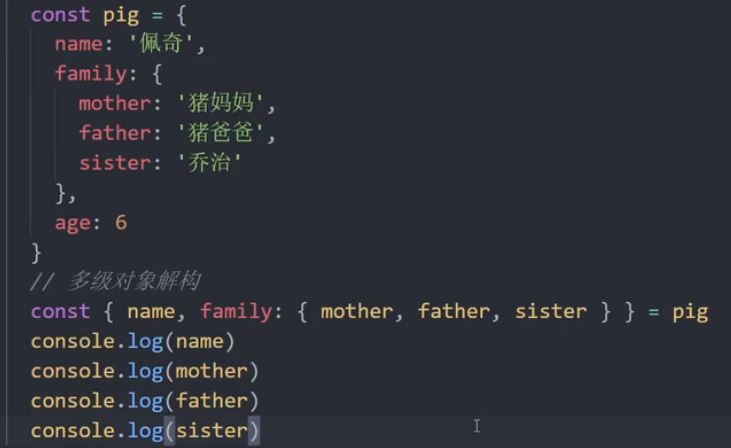 const pig = {
  name: '佩奇',
  family: {
    mother: '猪妈妈',
    father: '猪爸爸',
    sister: '乔治'
  },
  age: 6
}
// 多级对象解构
const { name, family: { mother, father, sister } } = pig
console.log(name)
console.log(mother)
console.log(father)
console.log(sister)